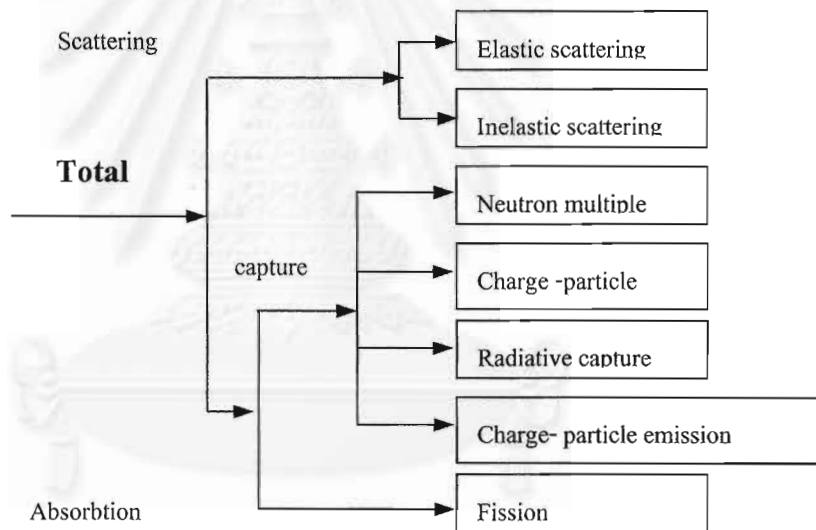 Scattering
Elastic scattering
Inelastic scattering
Total
Neutron multiple
capture
Charge -particle
Radiative capture
Charge- particle emission
Absorbtion
Fission